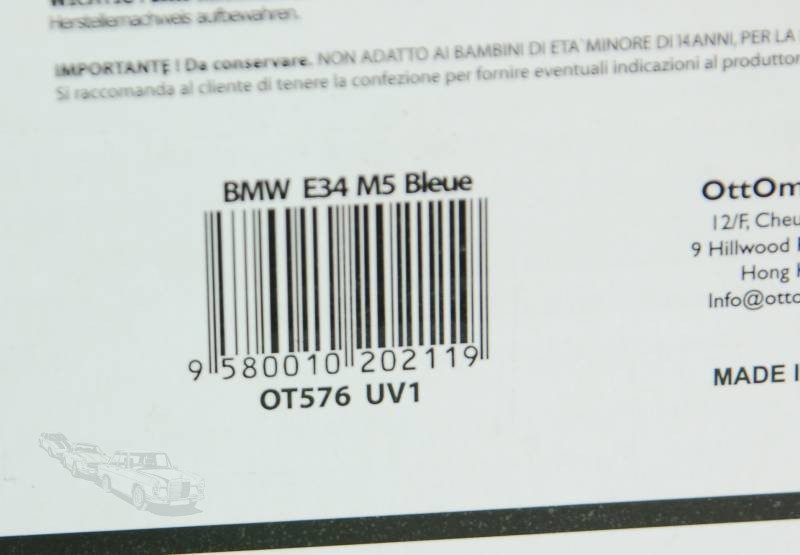 Herstellernachweis aufbewahren.
IMPORTANTE ! Da conservare. NON ADATTO AI BAMBINI DI ETA` MINORE DI 14 ANNI, PER LA
Si raccomanda al cliente di tenere la confezione per fornire eventuali indicazioni al produttor
BMW E34 M5 Bleue
9 580010 202119
OT576 UV1
OttOm
12/F, Cheu
9 Hillwood
Hong
Info@otto
MADE I